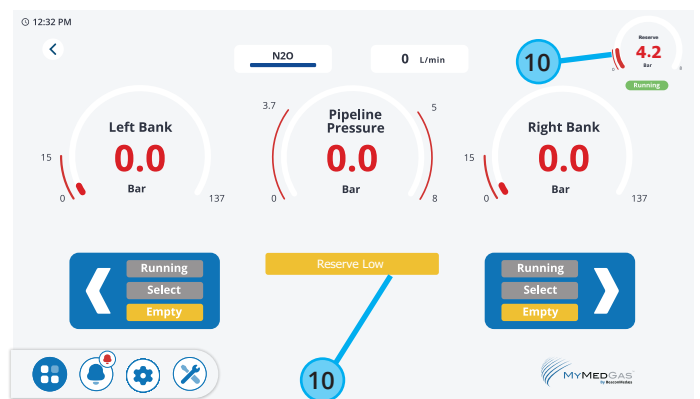 12:32 PM
N2O
0 L/min
10
Reserve
4.2
Bar
0
8
Running
Left Bank
0.0
Bar
15
0
137
Pipeline
Pressure
0.0
Bar
3.7
5
0
8
Right Bank
0.0
Bar
15
0
137
Running
Select
Empty
Reserve Low
Running
Select
Empty
10
MYMEDGAS
By BeaconMedaes